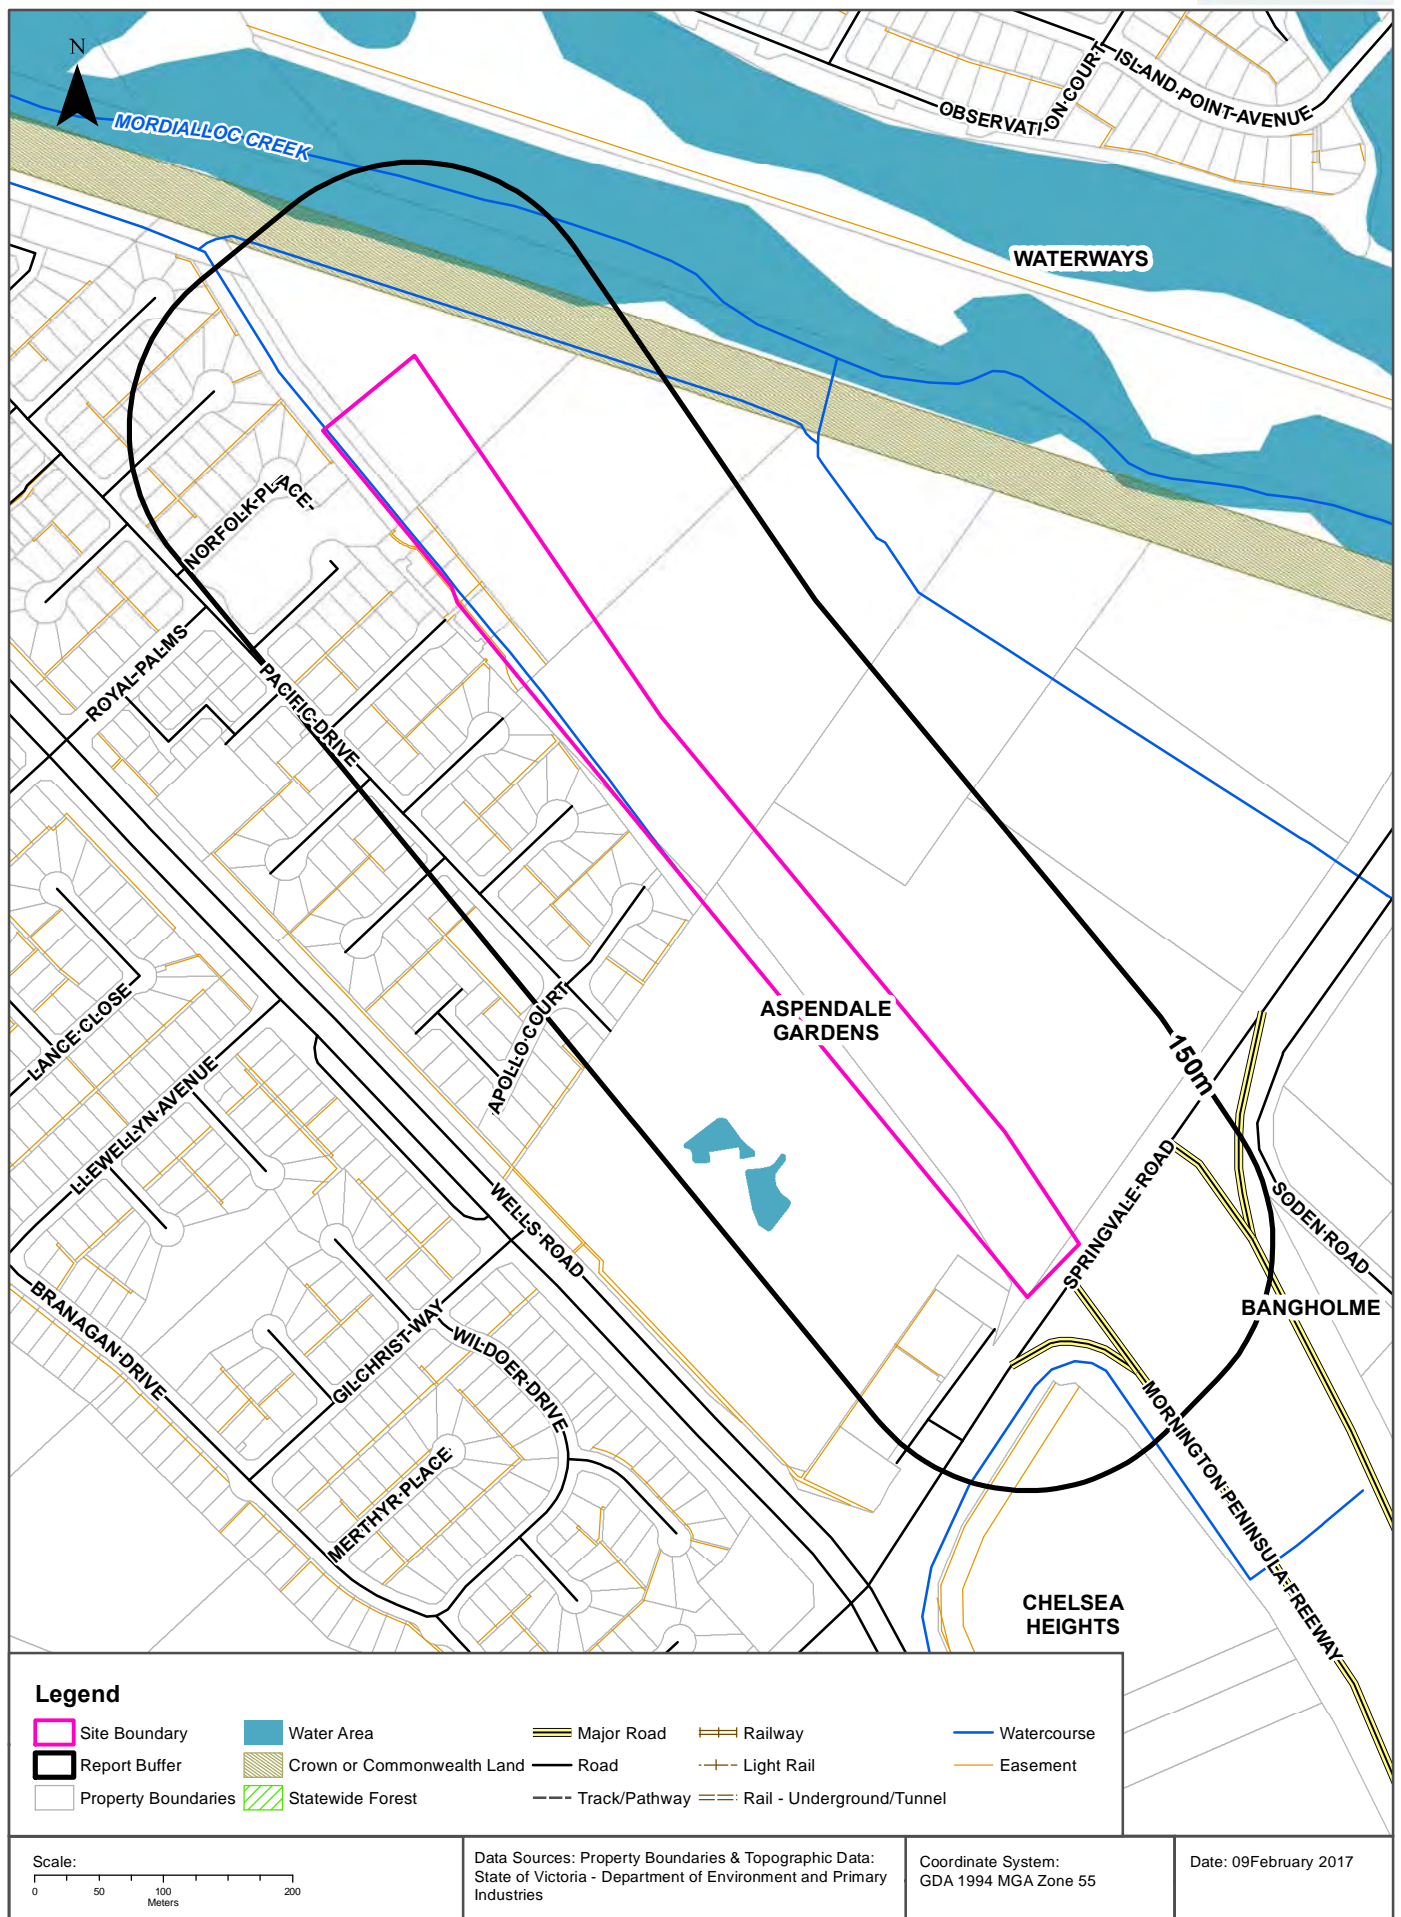 N
MORDIALLOC CREEK
OBSERVATION COURT
ISLAND POINT AVENUE
WATERWAYS
NORFOLK PLACE
ROYAL PALMS
PACIFIC DRIVE
ASPENDALE
GARDENS
LANCE CLOSE
LLEWELLYN AVENUE
APOLLO COURT
150m
WELLS ROAD
SPRINGVALE ROAD
SODEN ROAD
BANGHOLME
BRANAGAN DRIVE
GILCHRIST WAY
WILDOER DRIVE
MERTHYR PLACE
MORNINGTON PENINSULA FREEWAY
CHELSEA
HEIGHTS
Legend
Site Boundary
Water Area
Major Road
Railway
Watercourse
Report Buffer
Crown or Commonwealth Land
Road
Light Rail
Easement
Property Boundaries
Statewide Forest
Track/Pathway
Rail - Underground/Tunnel
Scale:
0 50 100 200
Meters
Data Sources: Property Boundaries & Topographic Data:
State of Victoria - Department of Environment and Primary
Industries
Coordinate System:
GDA 1994 MGA Zone 55
Date: 09February 2017